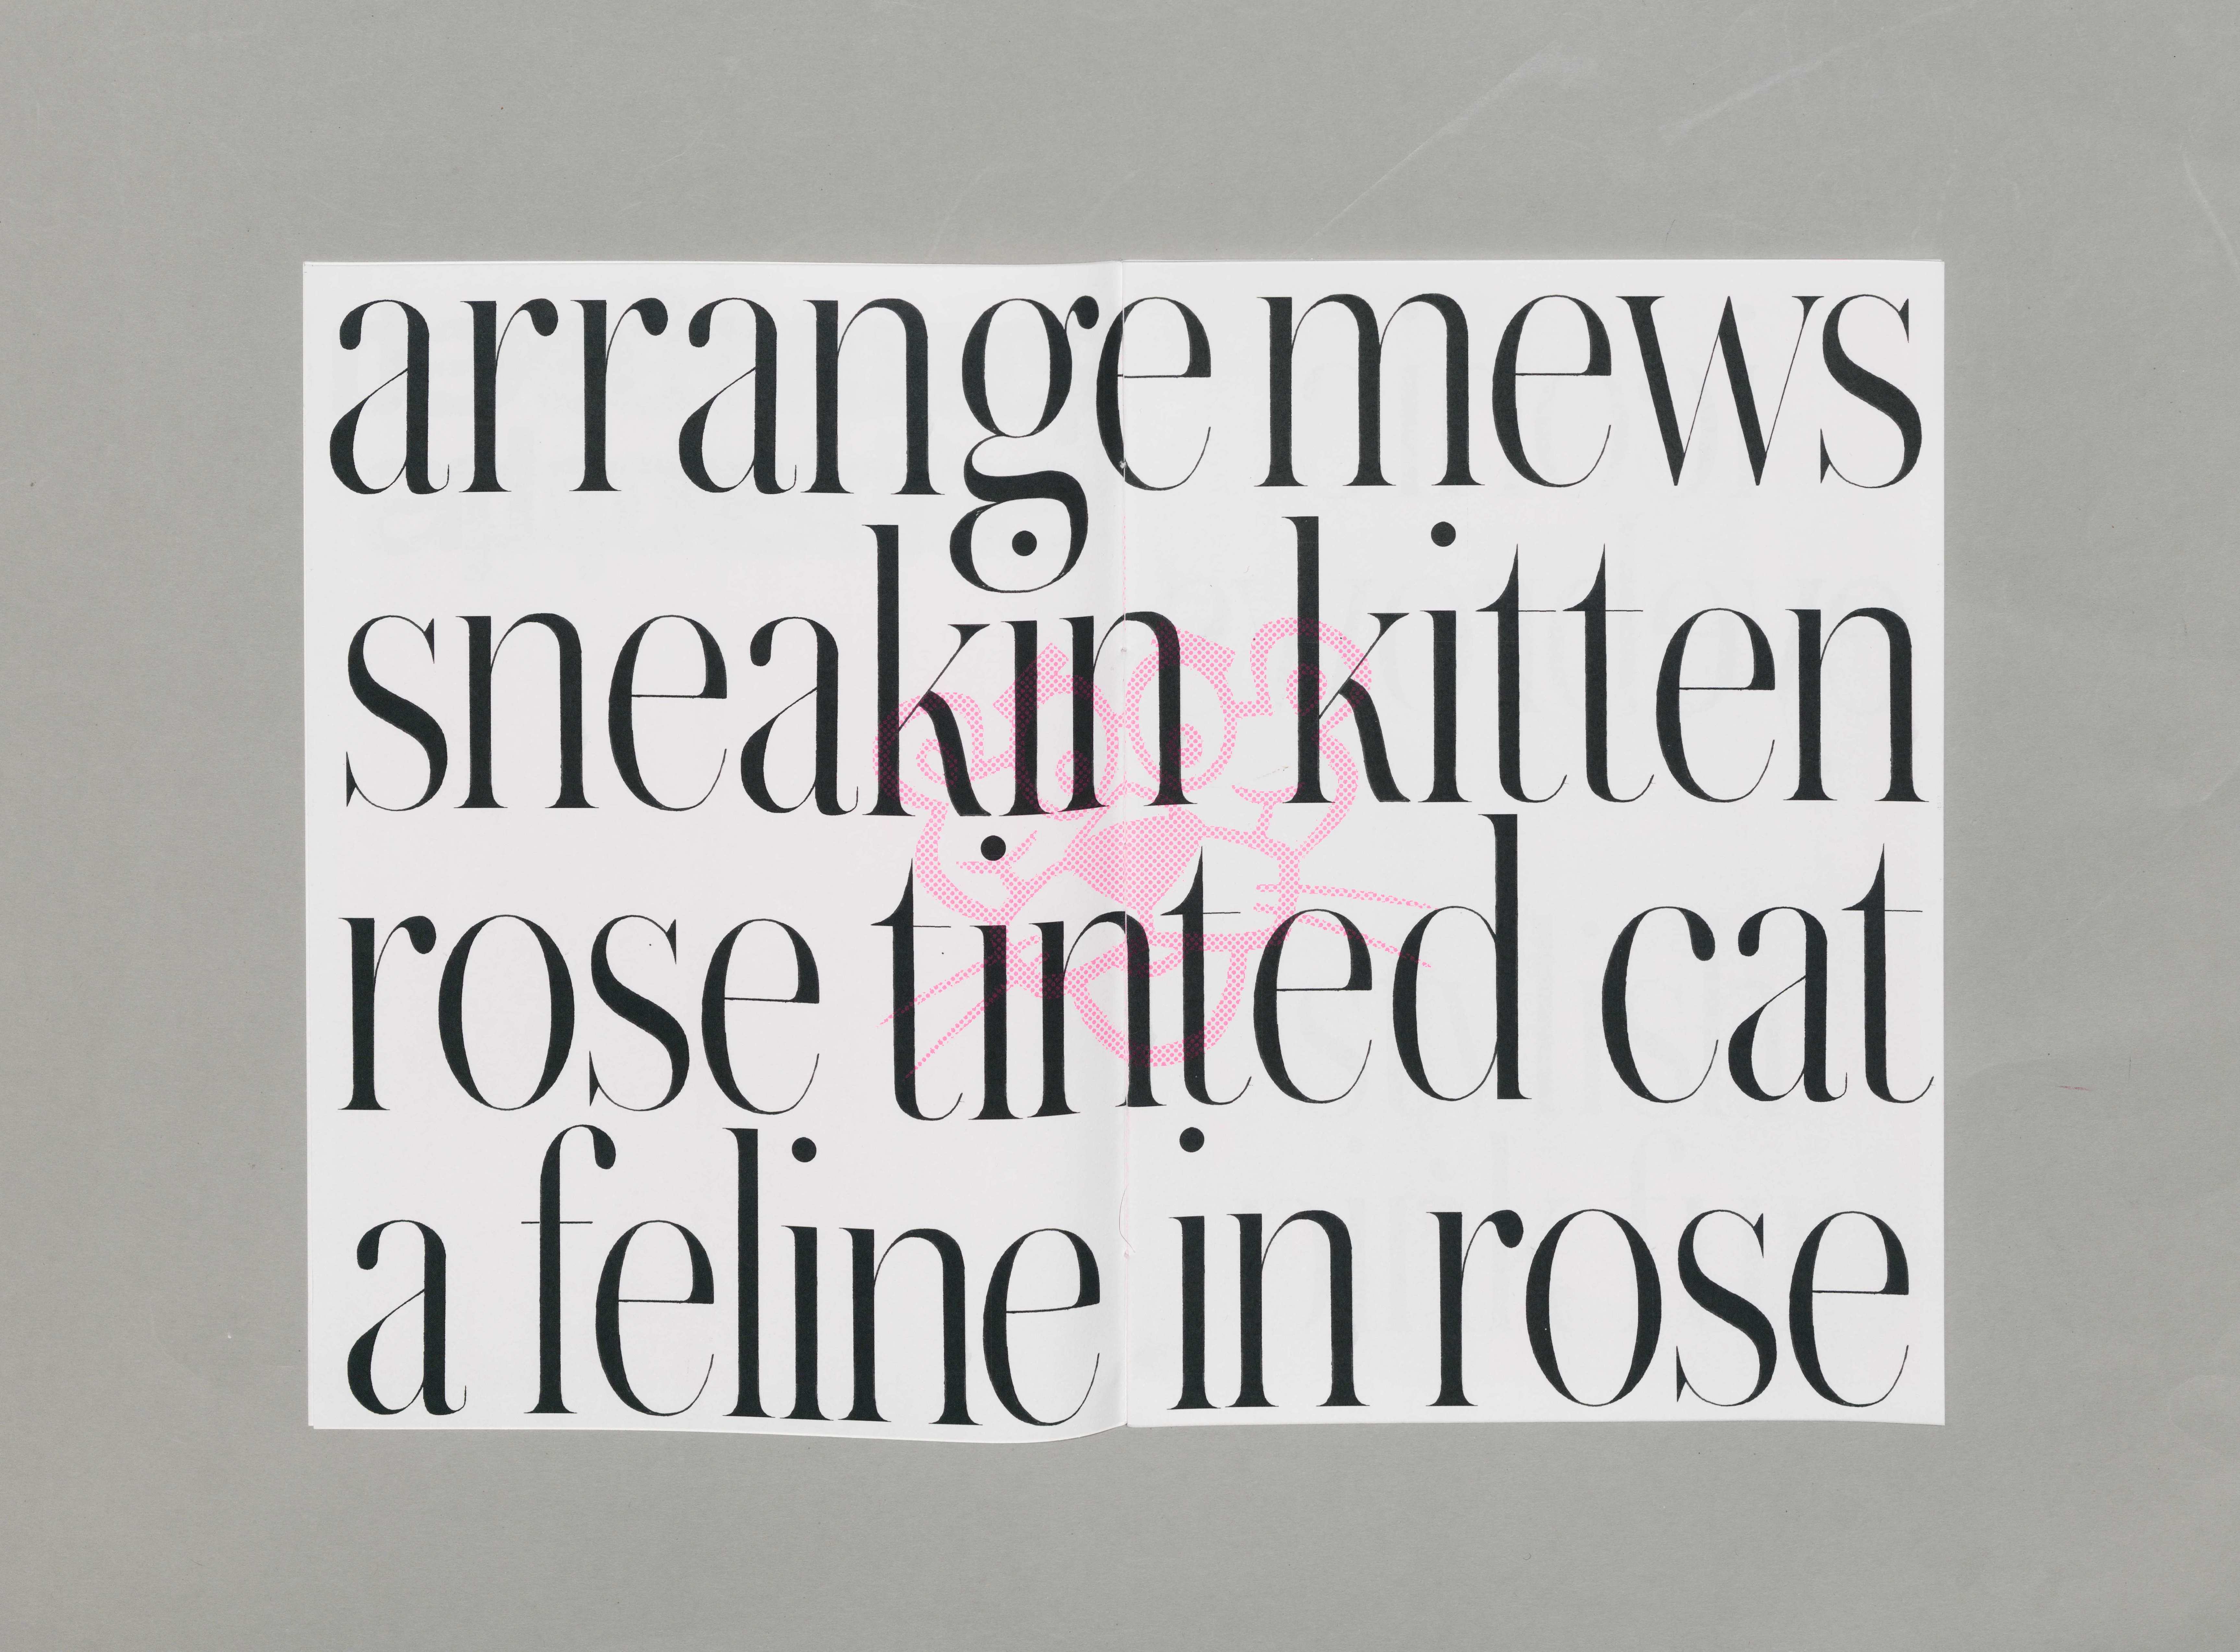 arrange mews
sneakin kitten
rose tinted cat
a feline in rose